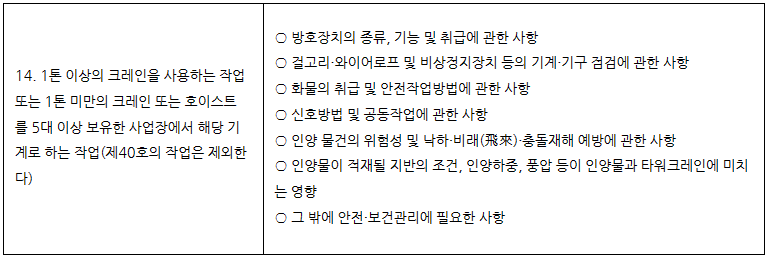 14. 1톤 이상의 크레인을 사용하는 작업
또는 1톤 미만의 크레인 또는 호이스트
를 5대 이상 보유한 사업장에서 해당 기
계로 하는 작업(제40호의 작업은 제외한
다)
○ 방호장치의 종류, 기능 및 취급에 관한 사항
○ 걸고리·와이어로프 및 비상정지장치 등의 기계·기구 점검에 관한 사항
○ 화물의 취급 및 안전작업방법에 관한 사항
○ 신호방법 및 공동작업에 관한 사항
○ 인양 물건의 위험성 및 낙하·비래(飛來)·충돌재해 예방에 관한 사항
○ 인양물이 적재될 지반의 조건, 인양하중, 풍압 등이 인양물과 타워크레인에 미치
는 영향
○ 그 밖에 안전·보건관리에 필요한 사항